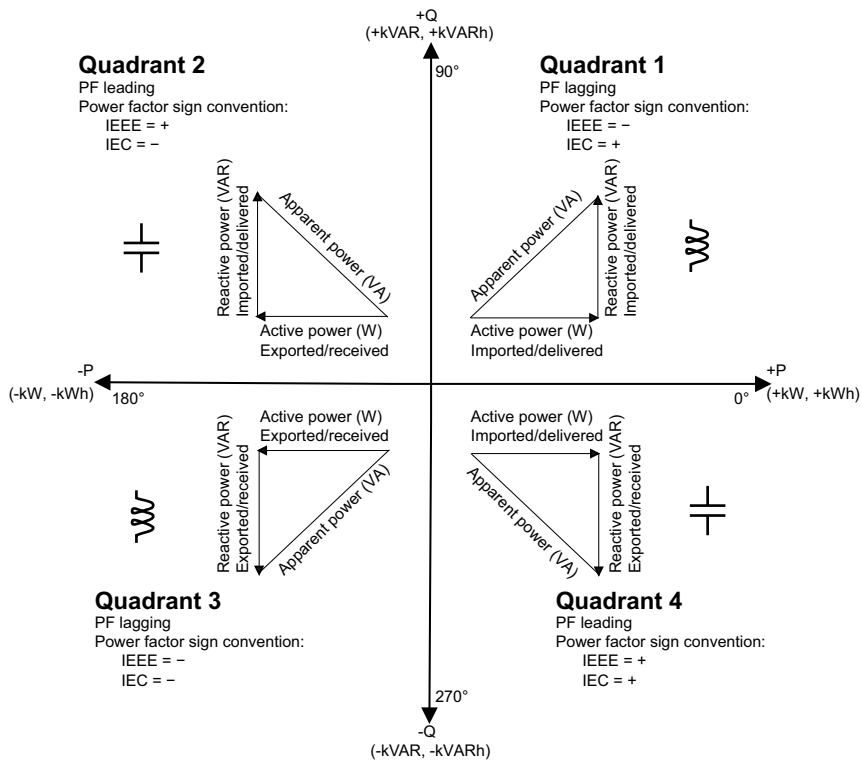 +Q
(+kVAR, +kVARh)
90°
Quadrant 2
PF leading
Power factor sign convention:
IEEE = +
IEC = −
Reactive power (VAR)
Imported/delivered
Apparent power (VA)
Active power (W)
Exported/received
Quadrant 1
PF lagging
Power factor sign convention:
IEEE = −
IEC = +
Apparent power (VA)
Reactive power (VAR)
Imported/delivered
Active power (W)
Imported/delivered
-P
(-kW, -kWh)
180°
0°
+P
(+kW, +kWh)
Active power (W)
Exported/received
Reactive power (VAR)
Exported/received
Apparent power (VA)
Quadrant 3
PF lagging
Power factor sign convention:
IEEE = −
IEC = −
Active power (W)
Imported/delivered
Apparent power (VA)
Reactive power (VAR)
Exported/received
Quadrant 4
PF leading
Power factor sign convention:
IEEE = +
IEC = +
270°
-Q
(-kVAR, -kVARh)